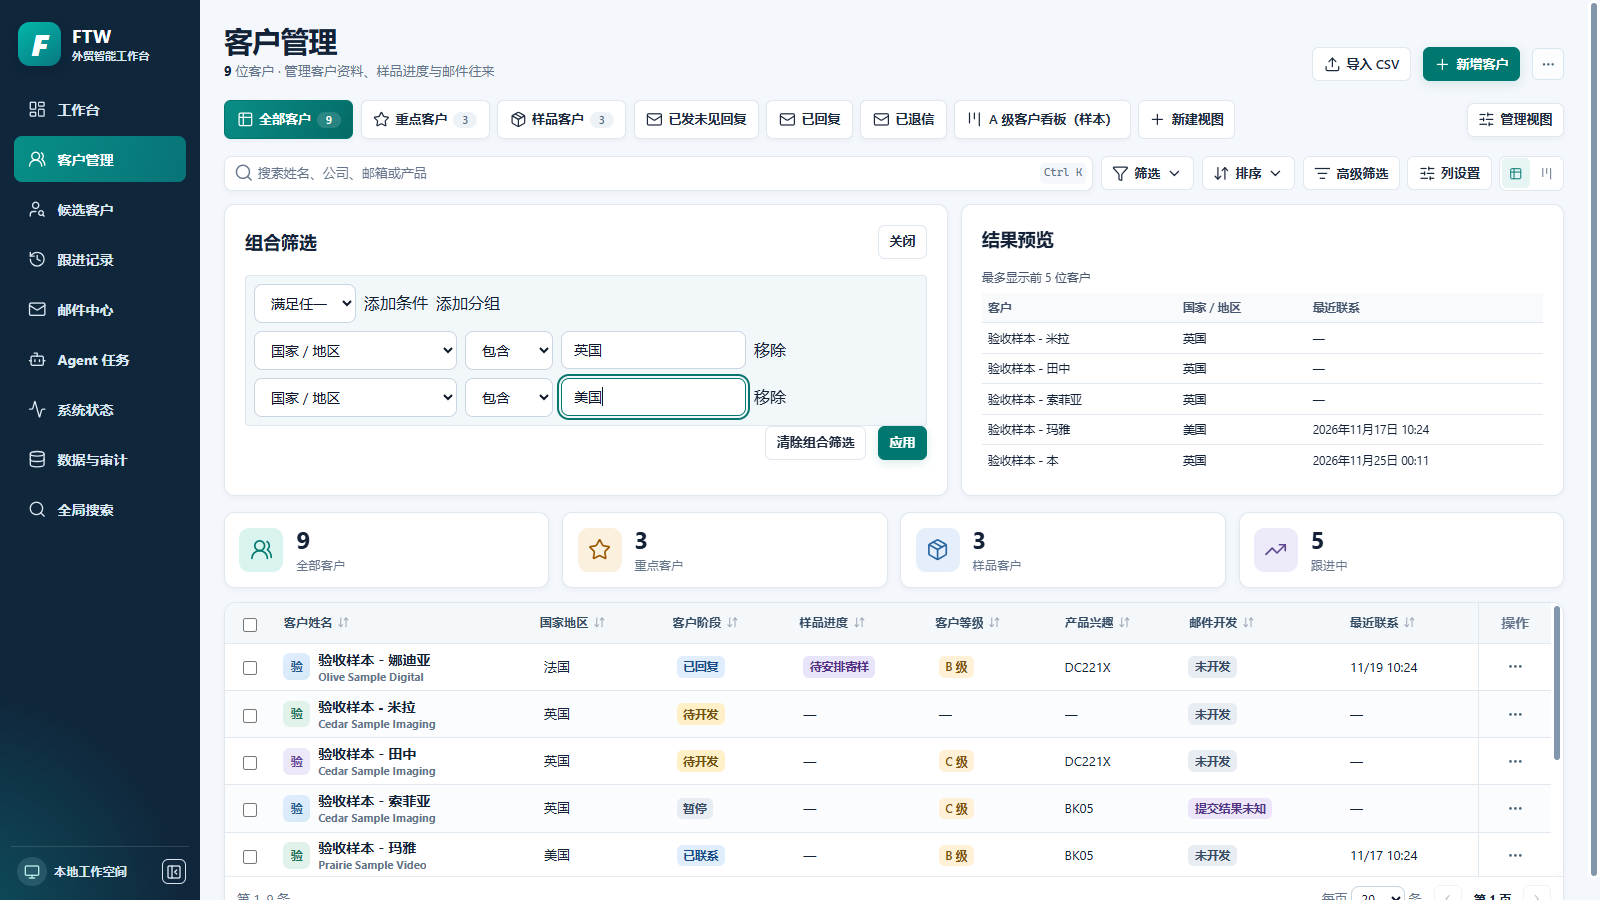 FTW
外贸智能工作台
工作台
客户管理
候选客户
跟进记录
邮件中心
Agent 任务
系统状态
数据与审计
全局搜索
本地工作空间
客户管理
9 位客户 · 管理客户资料、样品进度与邮件往来
导入 CSV
新增客户
全部客户 9
重点客户 3
样品客户 3
已发未见回复
已回复
已退信
A 级客户看板（样本）
新建视图
管理视图
搜索姓名、公司、邮箱或产品
Ctrl K
筛选
排序
高级筛选
列设置
组合筛选
关闭
满足任一 添加条件 添加分组
国家 / 地区 包含 英国 移除
国家 / 地区 包含 美国 移除
清除组合筛选 应用
结果预览
最多显示前 5 位客户
客户 国家 / 地区 最近联系
验收样本 - 米拉 英国 —
验收样本 - 田中 英国 —
验收样本 - 索菲亚 英国 —
验收样本 - 玛雅 美国 2026年11月17日 10:24
验收样本 - 本 英国 2026年11月25日 00:11
9
全部客户
3
重点客户
3
样品客户
5
跟进中
客户姓名 国家地区 客户阶段 样品进度 客户等级 产品兴趣 邮件开发 最近联系 操作
验 验收样本 - 娜迪亚 法国 已回复 待安排寄样 B 级 DC221X 未开发 11/19 10:24
Olive Sample Digital
验 验收样本 - 米拉 英国 待开发 — — — 未开发 —
Cedar Sample Imaging
验 验收样本 - 田中 英国 待开发 — C 级 DC221X 未开发 —
Cedar Sample Imaging
验 验收样本 - 索菲亚 英国 暂停 — C 级 BK05 提交结果未知 —
Cedar Sample Imaging
验 验收样本 - 玛雅 美国 已联系 — B 级 BK05 未开发 11/17 10:24
Prairie Sample Video
第 1-9 条
每页 20 条 第 1 页